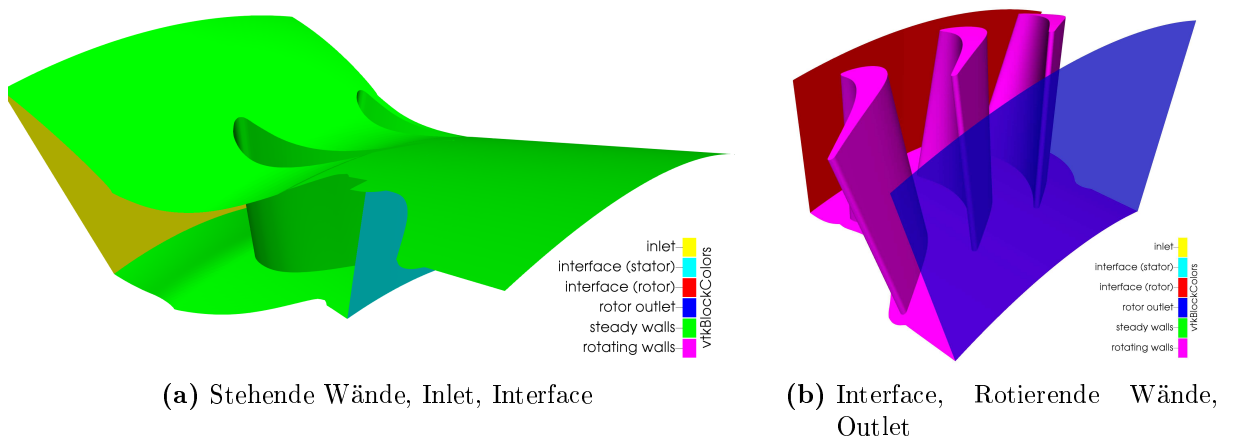 inlet
interface (stator)
interface (rotor)
rotor outlet
steady walls
rotating walls
vtkBlockColors
(a) Stehende Wände, Inlet, Interface
inlet
interface (stator)
interface (rotor)
rotor outlet
steady walls
rotating walls
vtkBlockColors
(b) Interface, Rotierende Wände,
Outlet